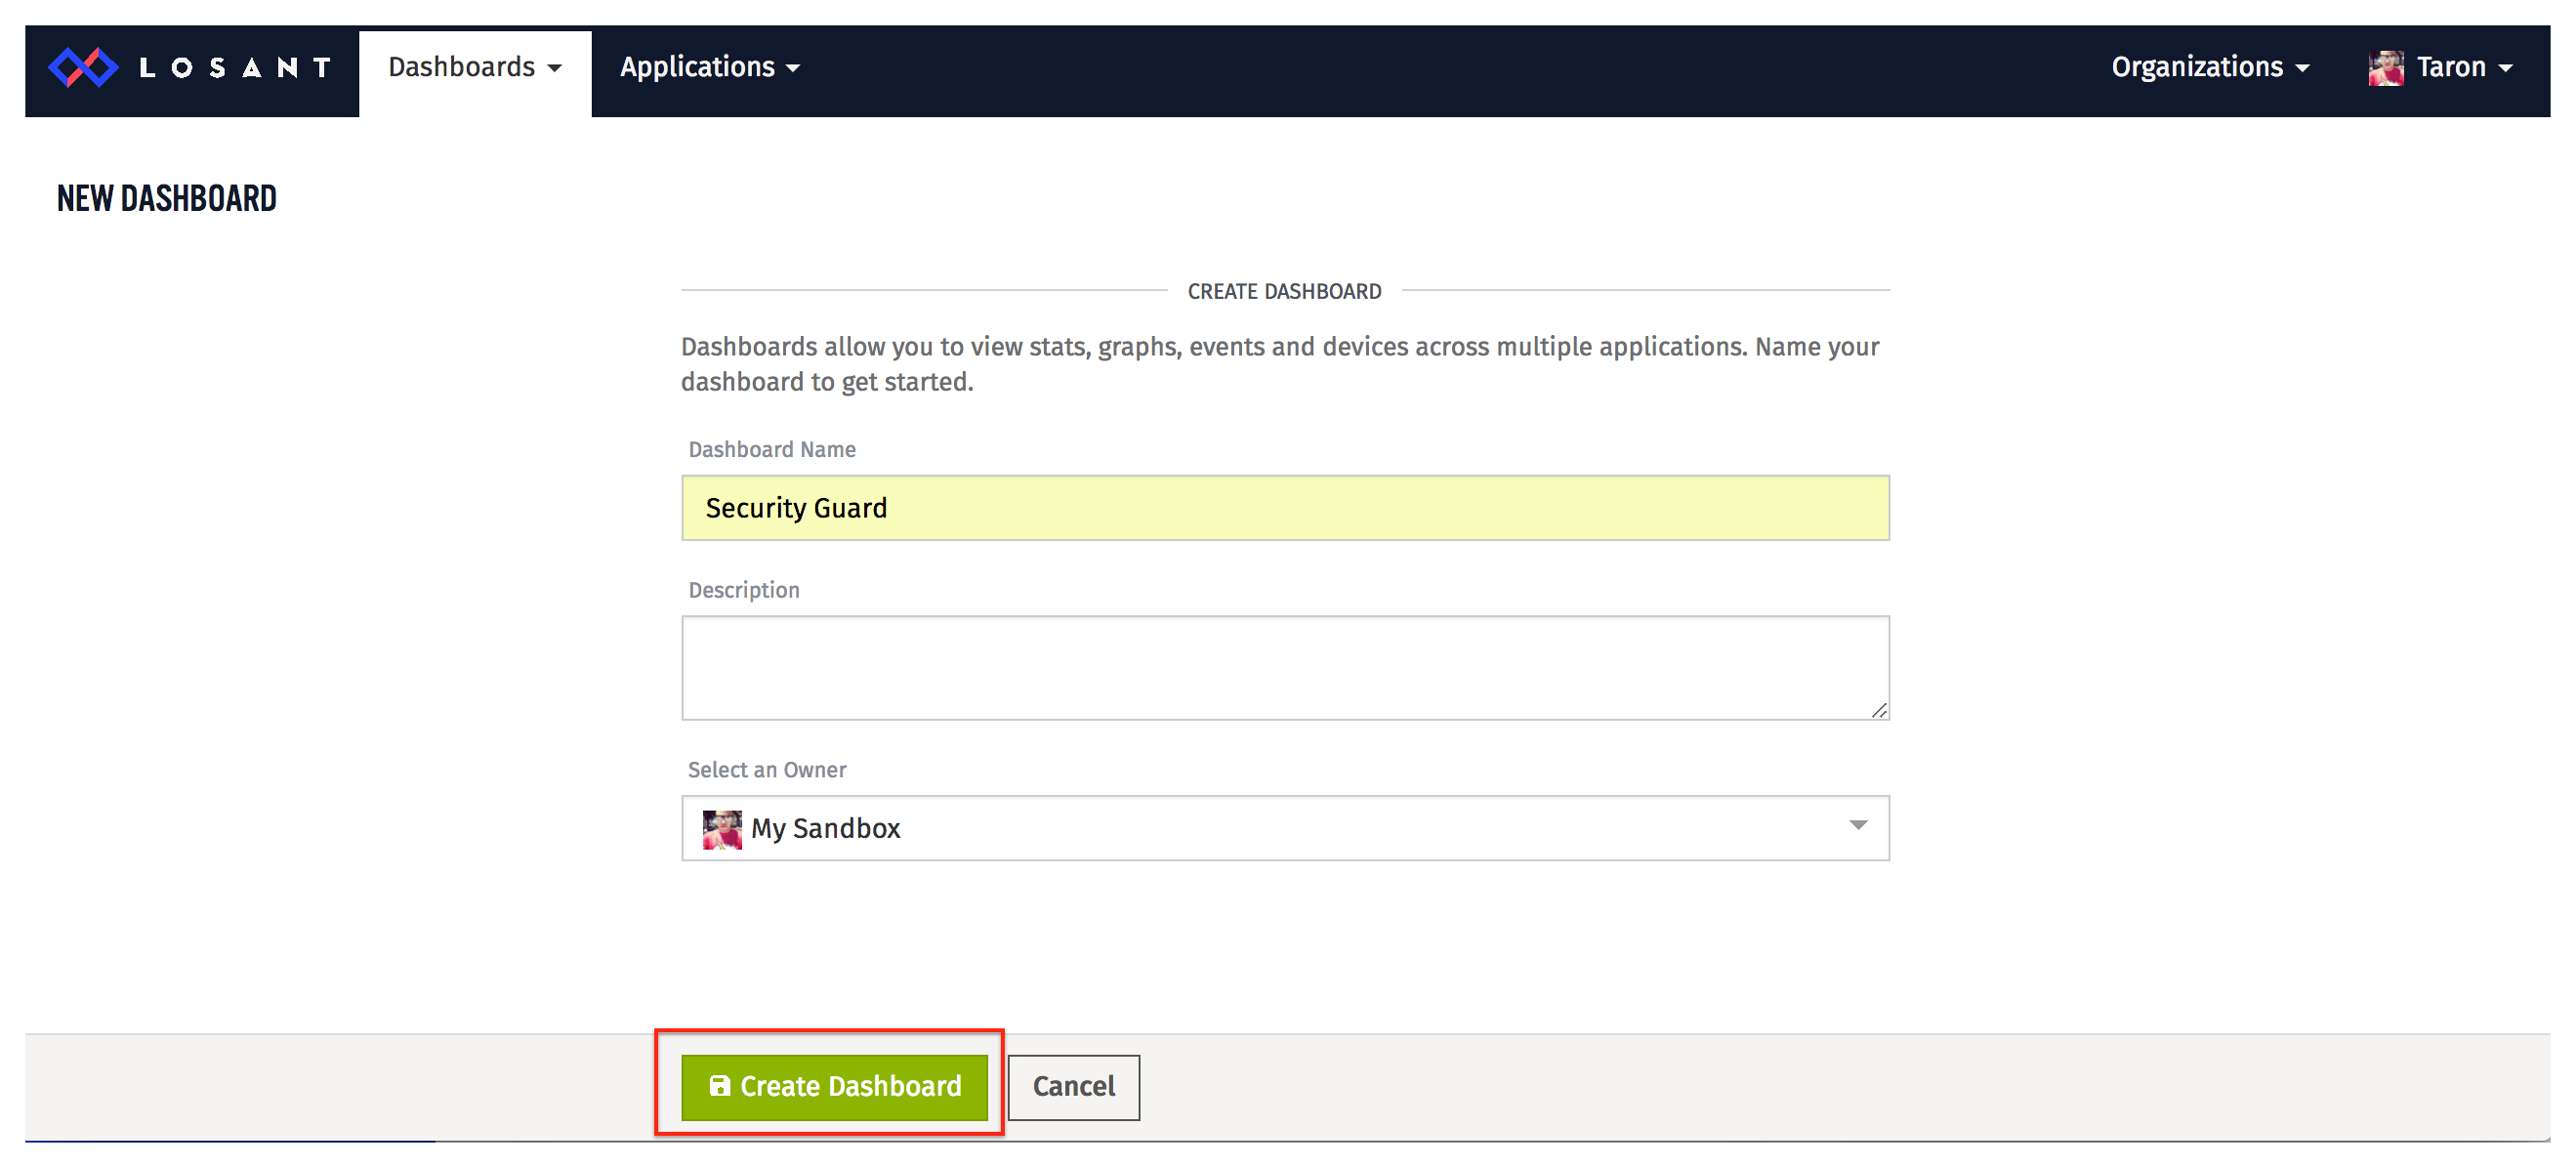 LOSANT Dashboards Applications Organizations Taron
NEW DASHBOARD
CREATE DASHBOARD
Dashboards allow you to view stats, graphs, events and devices across multiple applications. Name your
dashboard to get started.
Dashboard Name
Security Guard
Description
Select an Owner
My Sandbox
Create Dashboard Cancel